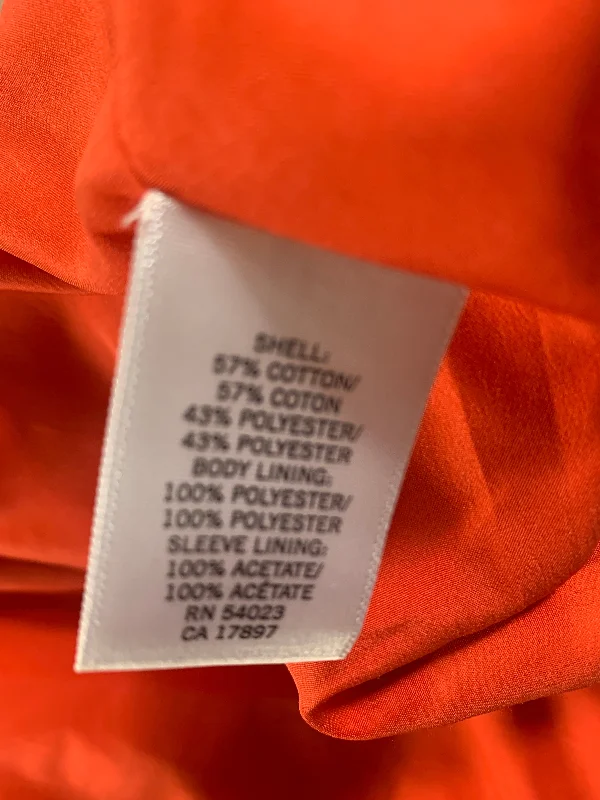 SHELL:
57% COTTON/
57% COTON
43% POLYESTER/
43% POLYESTER
BODY LINING:
100% POLYESTER/
100% POLYESTER
SLEEVE LINING:
100% ACETATE/
100% ACÉTATE
RN 54023
CA 17897